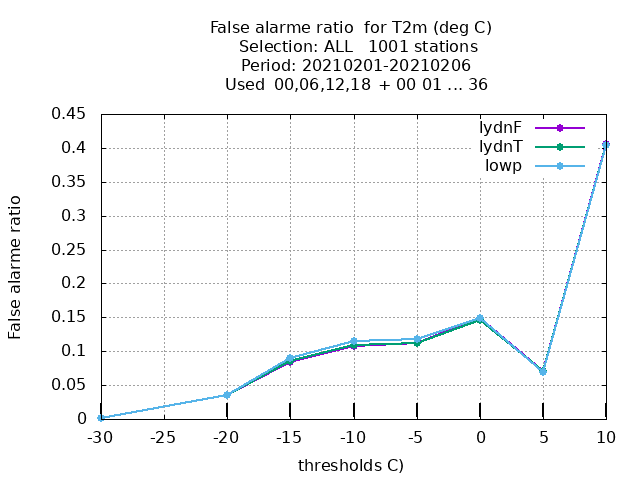 False alarme ratio  for T2m (deg C)
Selection: ALL   1001 stations
Period: 20210201-20210206
Used  00,06,12,18  + 00 01 ... 36
lydnF
lydnT
lowp
False alarme ratio
0.45
0.4
0.35
0.3
0.25
0.2
0.15
0.1
0.05
0
-30 -25 -20 -15 -10 -5 0 5 10
thresholds C)